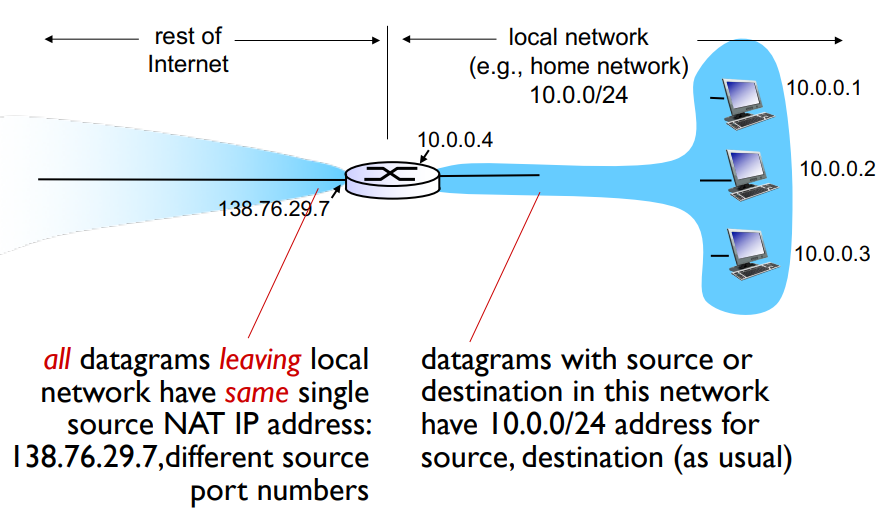 rest of
Internet
local network
(e.g., home network)
10.0.0/24
10.0.0.1
10.0.0.4
10.0.0.2
138.76.29.7
10.0.0.3
all datagrams leaving local
network have same single
source NAT IP address:
138.76.29.7,different source
port numbers
datagrams with source or
destination in this network
have 10.0.0/24 address for
source, destination (as usual)